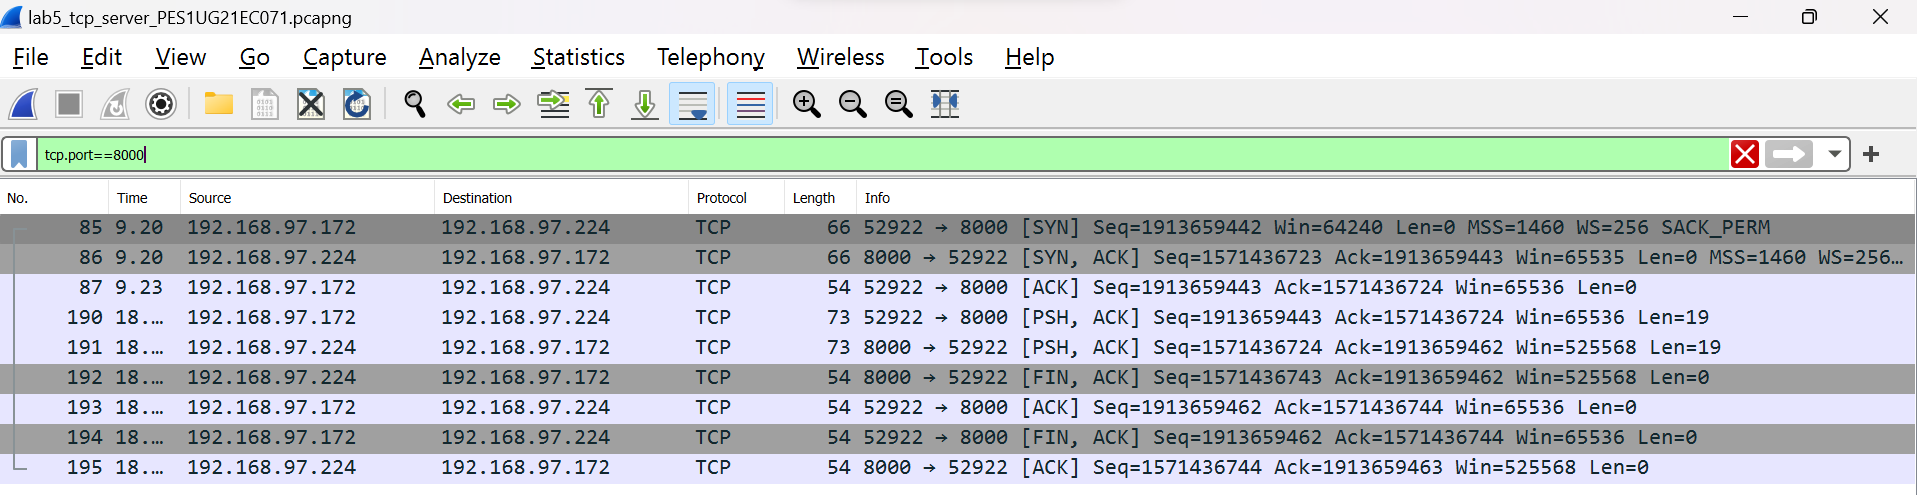 lab5_tcp_server_PES1UG21EC071.pcapng
File Edit View Go Capture Analyze Statistics Telephony Wireless Tools Help
tcp.port==8000
No. Time Source Destination Protocol Length Info
85 9.20 192.168.97.172 192.168.97.224 TCP 66 52922 → 8000 [SYN] Seq=1913659442 Win=64240 Len=0 MSS=1460 WS=256 SACK_PERM
86 9.20 192.168.97.224 192.168.97.172 TCP 66 8000 → 52922 [SYN, ACK] Seq=1571436723 Ack=1913659443 Win=65535 Len=0 MSS=1460 WS=256…
87 9.23 192.168.97.172 192.168.97.224 TCP 54 52922 → 8000 [ACK] Seq=1913659443 Ack=1571436724 Win=65536 Len=0
190 18.… 192.168.97.172 192.168.97.224 TCP 73 52922 → 8000 [PSH, ACK] Seq=1913659443 Ack=1571436724 Win=65536 Len=19
191 18.… 192.168.97.224 192.168.97.172 TCP 73 8000 → 52922 [PSH, ACK] Seq=1571436724 Ack=1913659462 Win=525568 Len=19
192 18.… 192.168.97.224 192.168.97.172 TCP 54 8000 → 52922 [FIN, ACK] Seq=1571436743 Ack=1913659462 Win=525568 Len=0
193 18.… 192.168.97.172 192.168.97.224 TCP 54 52922 → 8000 [ACK] Seq=1913659462 Ack=1571436744 Win=65536 Len=0
194 18.… 192.168.97.172 192.168.97.224 TCP 54 52922 → 8000 [FIN, ACK] Seq=1913659462 Ack=1571436744 Win=65536 Len=0
195 18.… 192.168.97.224 192.168.97.172 TCP 54 8000 → 52922 [ACK] Seq=1571436744 Ack=1913659463 Win=525568 Len=0